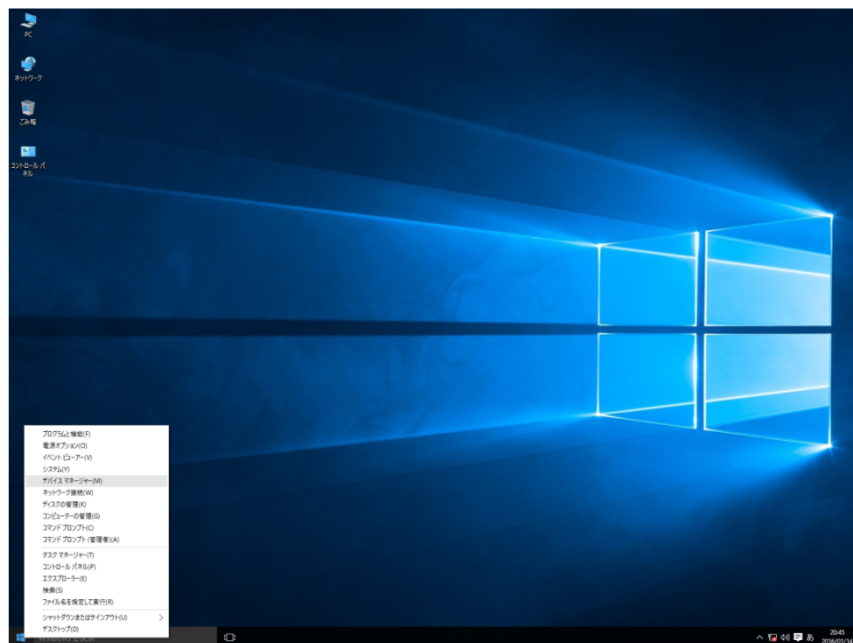 PC
ネットワーク
ごみ箱
コントロール パ
ネル
プログラムと機能(F)
電源オプション(O)
イベント ビューアー(V)
システム(Y)
デバイス マネージャー(M)
ネットワーク接続(W)
ディスクの管理(K)
コンピューターの管理(G)
コマンド プロンプト(C)
コマンド プロンプト (管理者)(A)
タスク マネージャー(T)
コントロール パネル(P)
エクスプローラー(E)
検索(S)
ファイル名を指定して実行(R)
シャットダウンまたはサインアウト(U)
デスクトップ(D)
あ
20:45